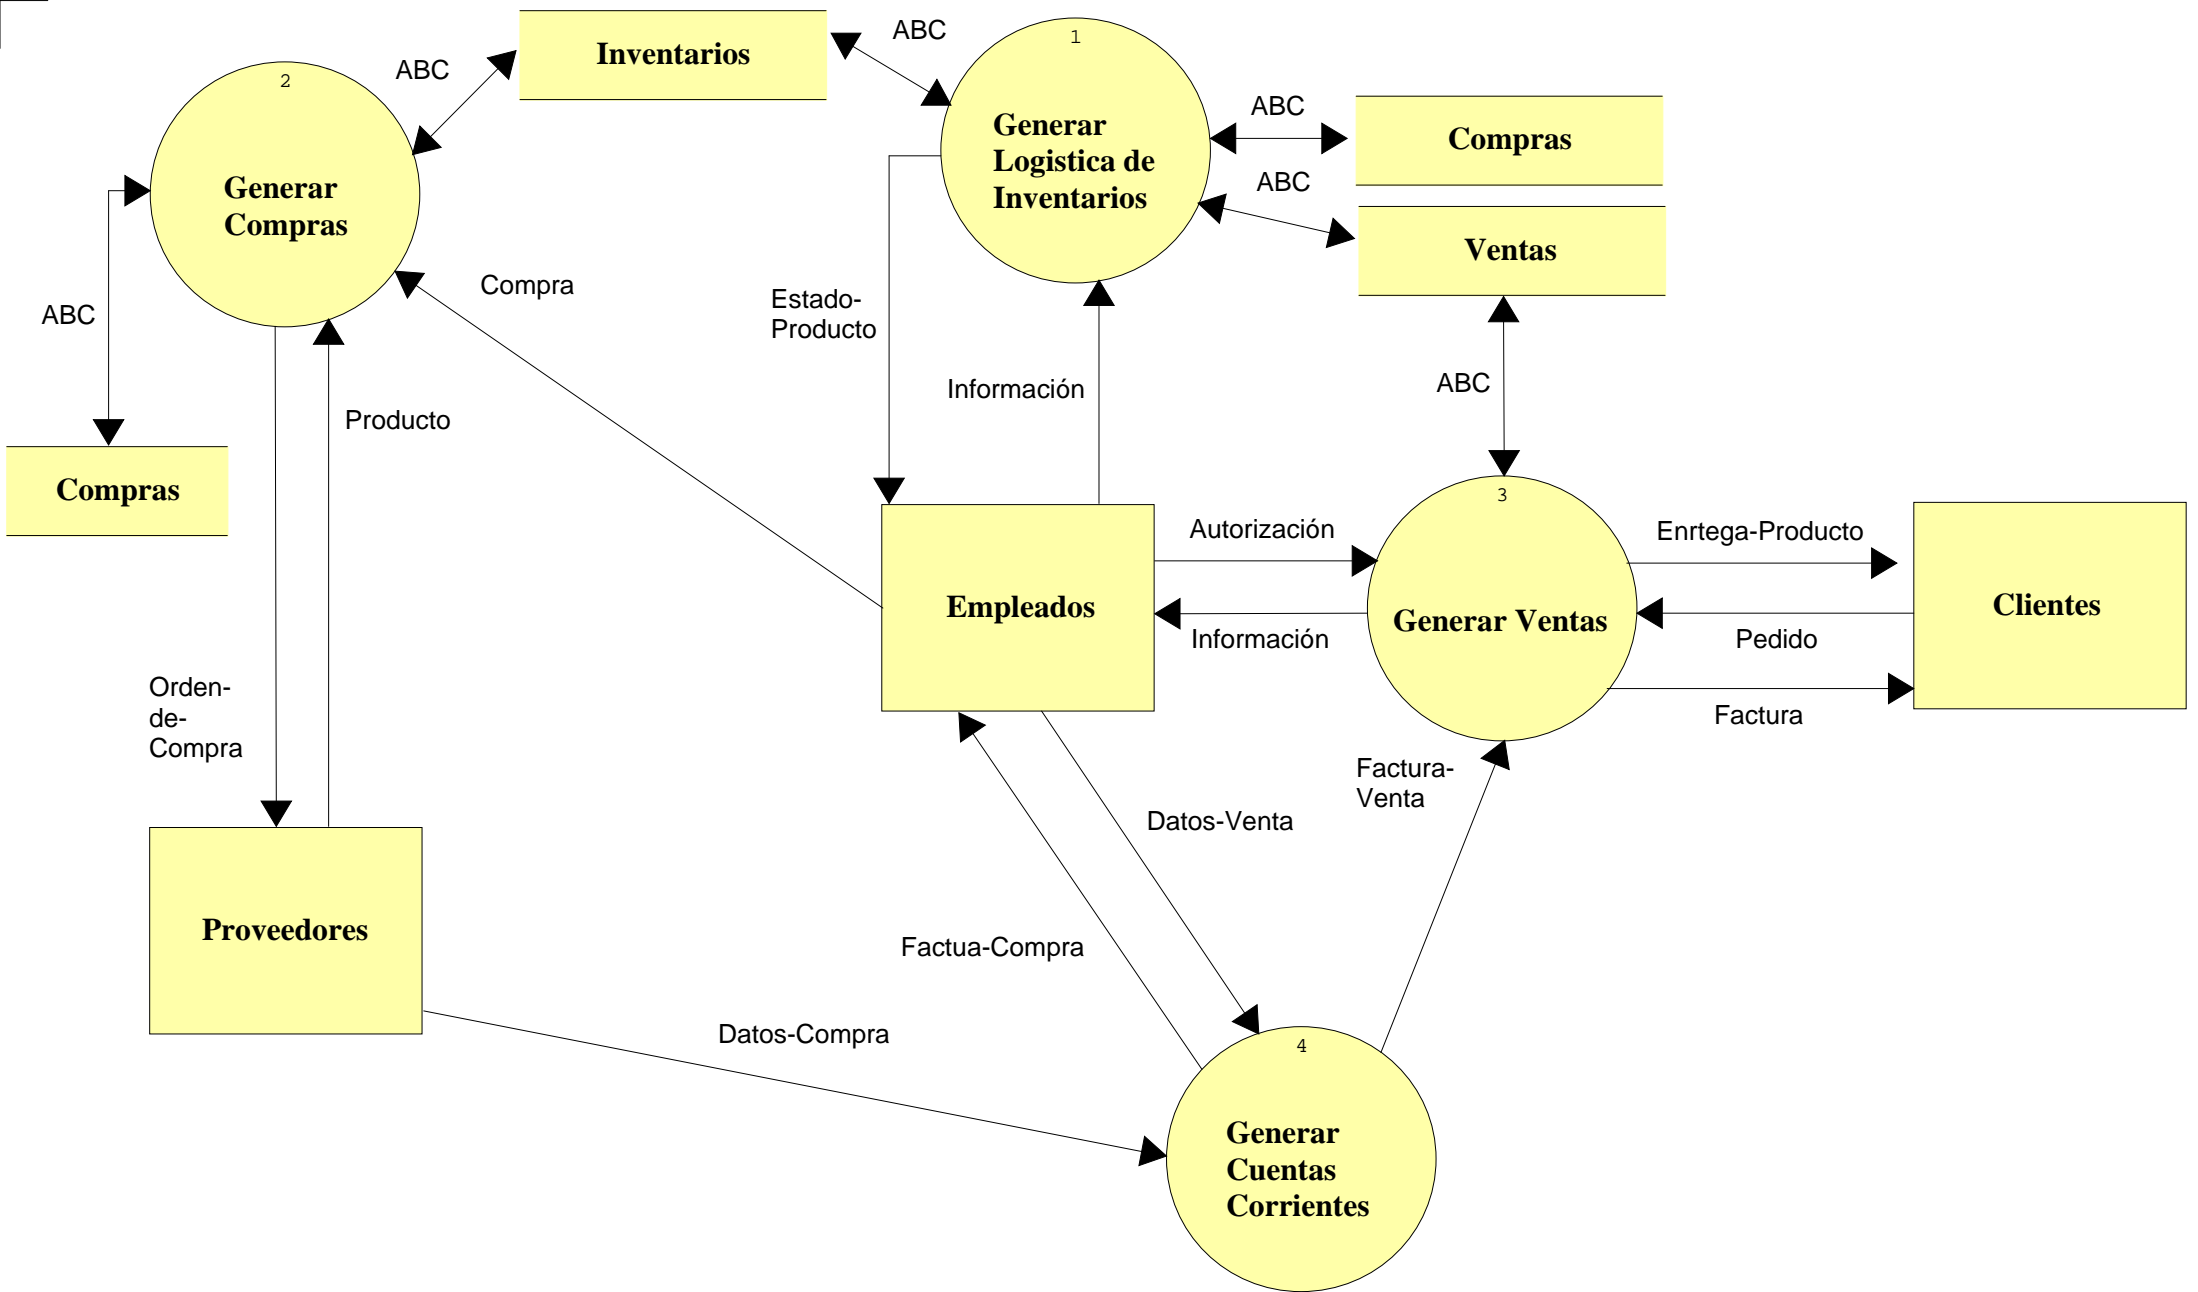 ABC
Inventarios
ABC
1
2
ABC
Generar
Logistica de
Inventarios
ABC
Compras
ABC
Ventas
Generar
Compras
Compra
Estado-
Producto
ABC
Información
ABC
Producto
Compras
3
Autorización
Enrtega-Producto
Empleados
Generar Ventas
Clientes
Información
Pedido
Factura
Orden-
de-
Compra
Factura-
Venta
Datos-Venta
Proveedores
Factua-Compra
Datos-Compra
4
Generar
Cuentas
Corrientes